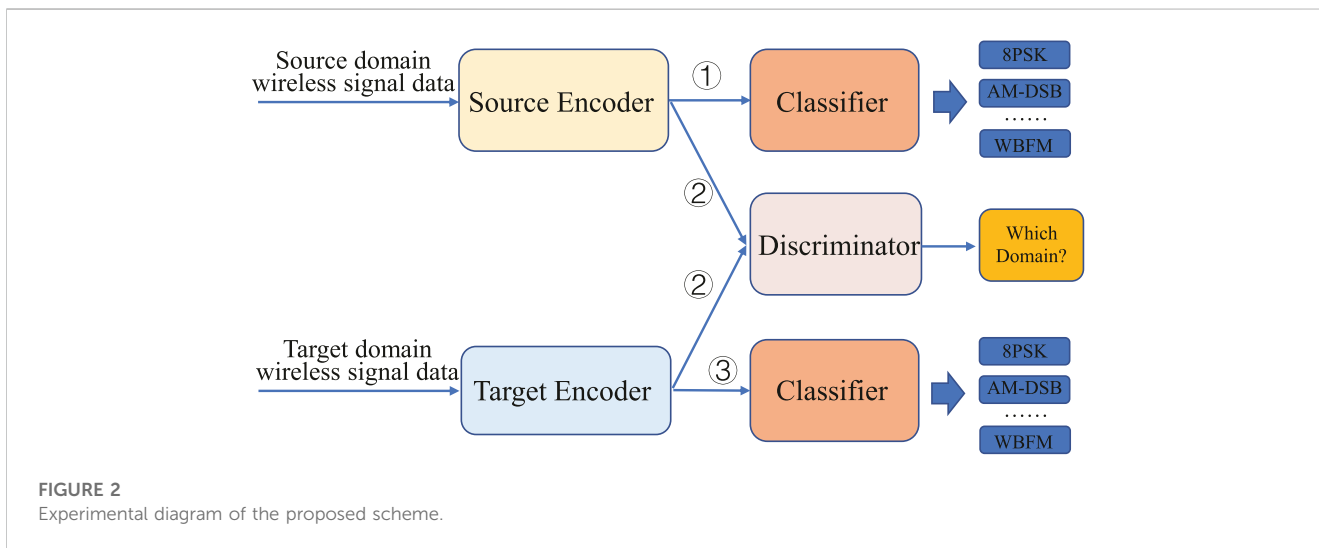 Source domain
wireless signal data
Source Encoder
①
Classifier
8PSK
AM-DSB
......
WBFM
②
Discriminator
Which
Domain?
②
Target domain
wireless signal data
Target Encoder
③
Classifier
8PSK
AM-DSB
......
WBFM
FIGURE 2
Experimental diagram of the proposed scheme.